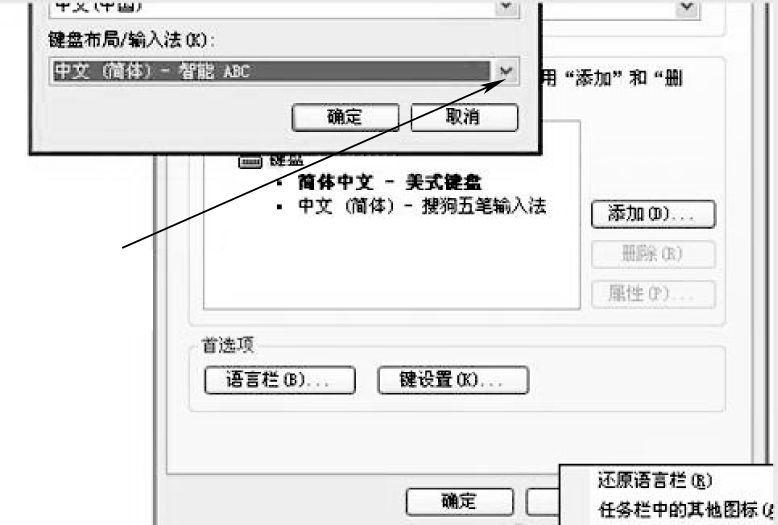 中文(中国)
键盘布局/输入法(K):
中文 (简体) - 智能 ABC
用 “添加” 和 “删
确定
取消
键盘
简体中文 - 美式键盘
中文 (简体) - 搜狗五笔输入法
添加(D)...
删除(R)
属性(P)...
首选项
语言栏(B)...
键设置(K)...
确定
还原语言栏(R)
任务栏中的其他图标(